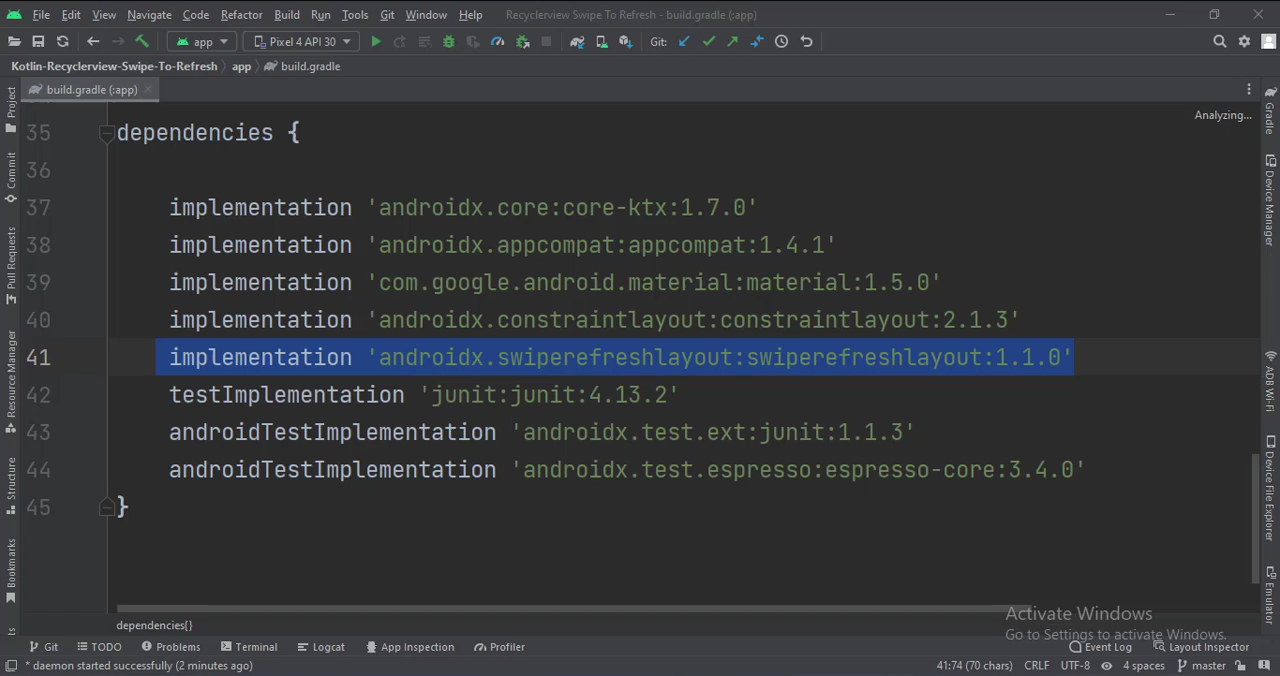 File Edit View Navigate Code Refactor Build Run Tools Git Window Help Recyclerview Swipe To Refresh - build.gradle (:app)
app Pixel 4 API 30 Git:
Kotlin-Recyclerview-Swipe-To-Refresh app build.gradle
build.gradle (:app)
Analyzing...
35 dependencies {
36
37 implementation 'androidx.core:core-ktx:1.7.0'
38 implementation 'androidx.appcompat:appcompat:1.4.1'
39 implementation 'com.google.android.material:material:1.5.0'
40 implementation 'androidx.constraintlayout:constraintlayout:2.1.3'
41 implementation 'androidx.swiperefreshlayout:swiperefreshlayout:1.1.0'
42 testImplementation 'junit:junit:4.13.2'
43 androidTestImplementation 'androidx.test.ext:junit:1.1.3'
44 androidTestImplementation 'androidx.test.espresso:espresso-core:3.4.0'
45 }
Project
Commit
Pull Requests
Resource Manager
Structure
Bookmarks
Gradle
Device Manager
ADB Wi-Fi
Device File Explorer
Emulator
Activate Windows
Go to Settings to activate Windows.
dependencies{}
Git TODO Problems Terminal Logcat App Inspection Profiler Event Log Layout Inspector
* daemon started successfully (2 minutes ago) 41:74 (70 chars) CRLF UTF-8 4 spaces master